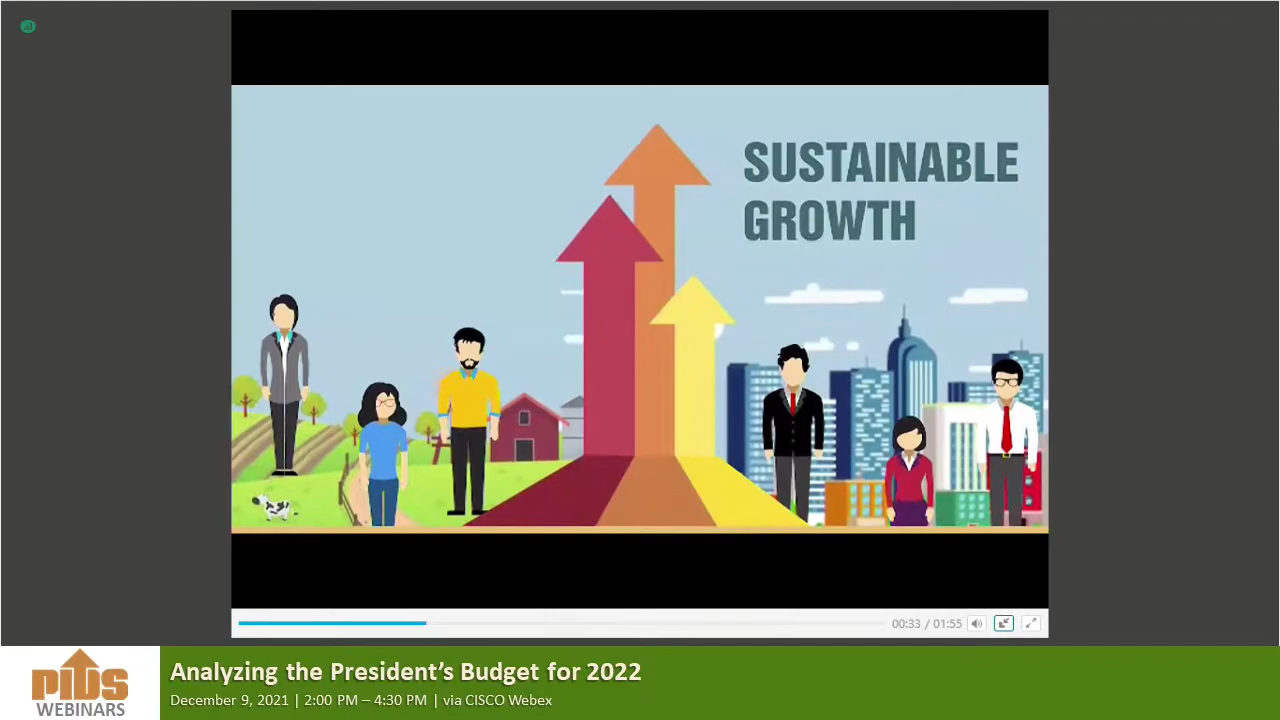 SUSTAINABLE
GROWTH
00:33 / 01:55
PIDS
WEBINARS
Analyzing the President's Budget for 2022
December 9, 2021 | 2:00 PM – 4:30 PM | via CISCO Webex